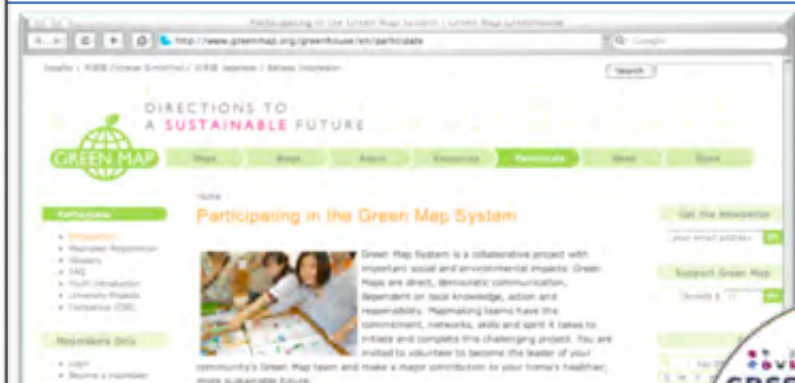 Participating in the Green Map System | Green Map Greenhouse
http://www.greenmap.org/greenhouse/en/participate
Google
Search
DIRECTIONS TO
A SUSTAINABLE FUTURE
GREEN MAP
Maps
Blogs
About
Resources
Participate
News
Store
Home
Participate
Participating in the Green Map System
Get the Newsletter
your email address
Introduction
Mapmaker Registration
Glossary
FAQ
Youth Introduction
University Projects
Support Green Map
Green Map System is a collaborative project with
important social and environmental impacts. Green
Maps are direct, democratic communication,
dependent on local knowledge, action and
responsibility. Mapmaking teams have the
commitment, networks, skills and spirit it takes to
initiate and complete this challenging project. You are
invited to volunteer to become the leader of your
community's Green Map team and make a major contribution to your home's healthier,
more sustainable future.
Mapmakers Only
Login
Become a mapmaker